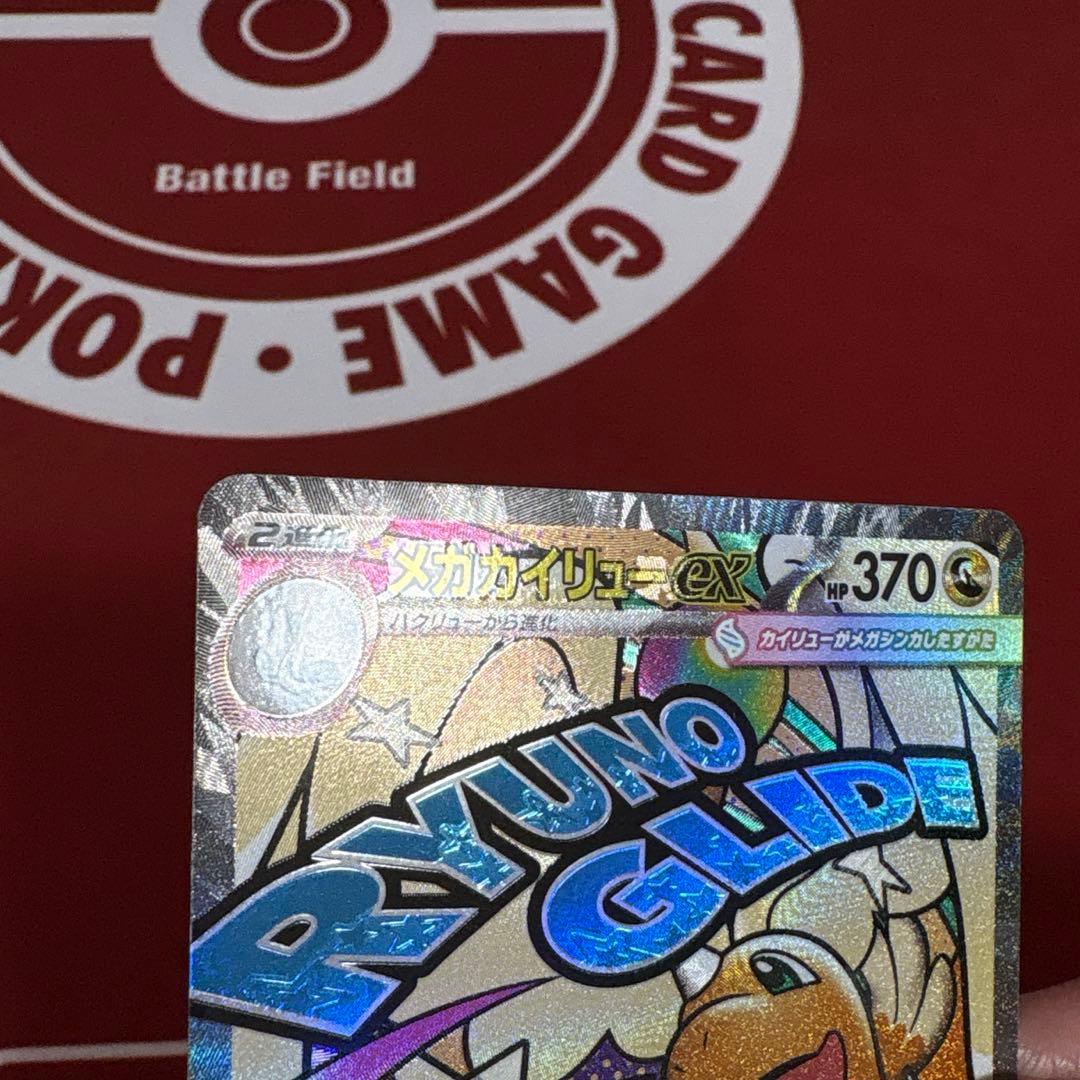 Battle Field
CARD GAME • POK
2進化
メガカイリューex
HP 370
ハクリューから進化
カイリューがメガシンカしたすがた
RYUNO
GLIDE